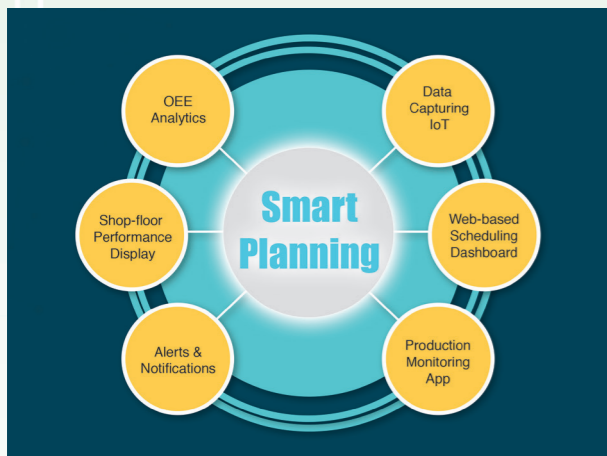 OEE
Analytics
Data
Capturing
IoT
Smart
Planning
Shop-floor
Performance
Display
Web-based
Scheduling
Dashboard
Alerts &
Notifications
Production
Monitoring
App